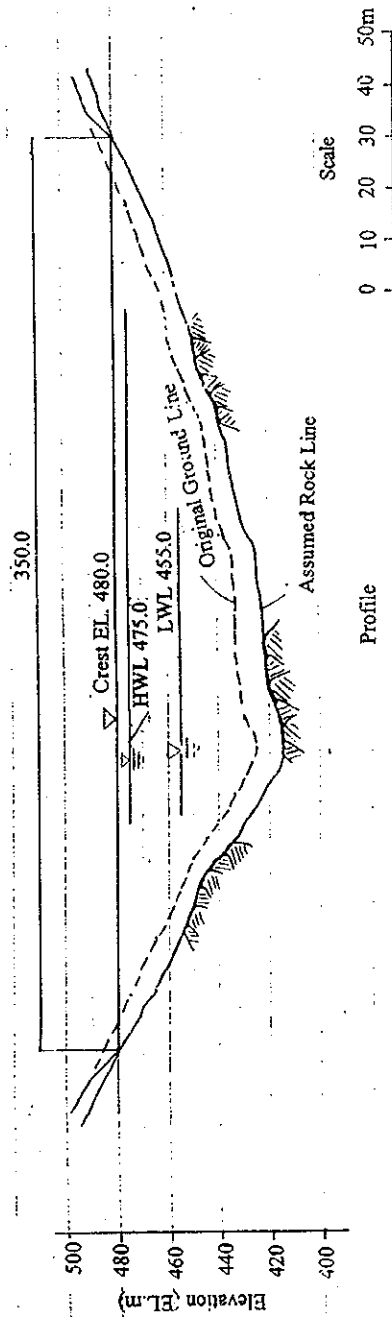 350.0
Crest EL. 480.0
HWL 475.0
LWL 455.0
Original Ground Line
Assumed Rock Line
Elevation (EL.m)
500
480
460
440
420
400
Profile
Scale
0 10 20 30 40 50m